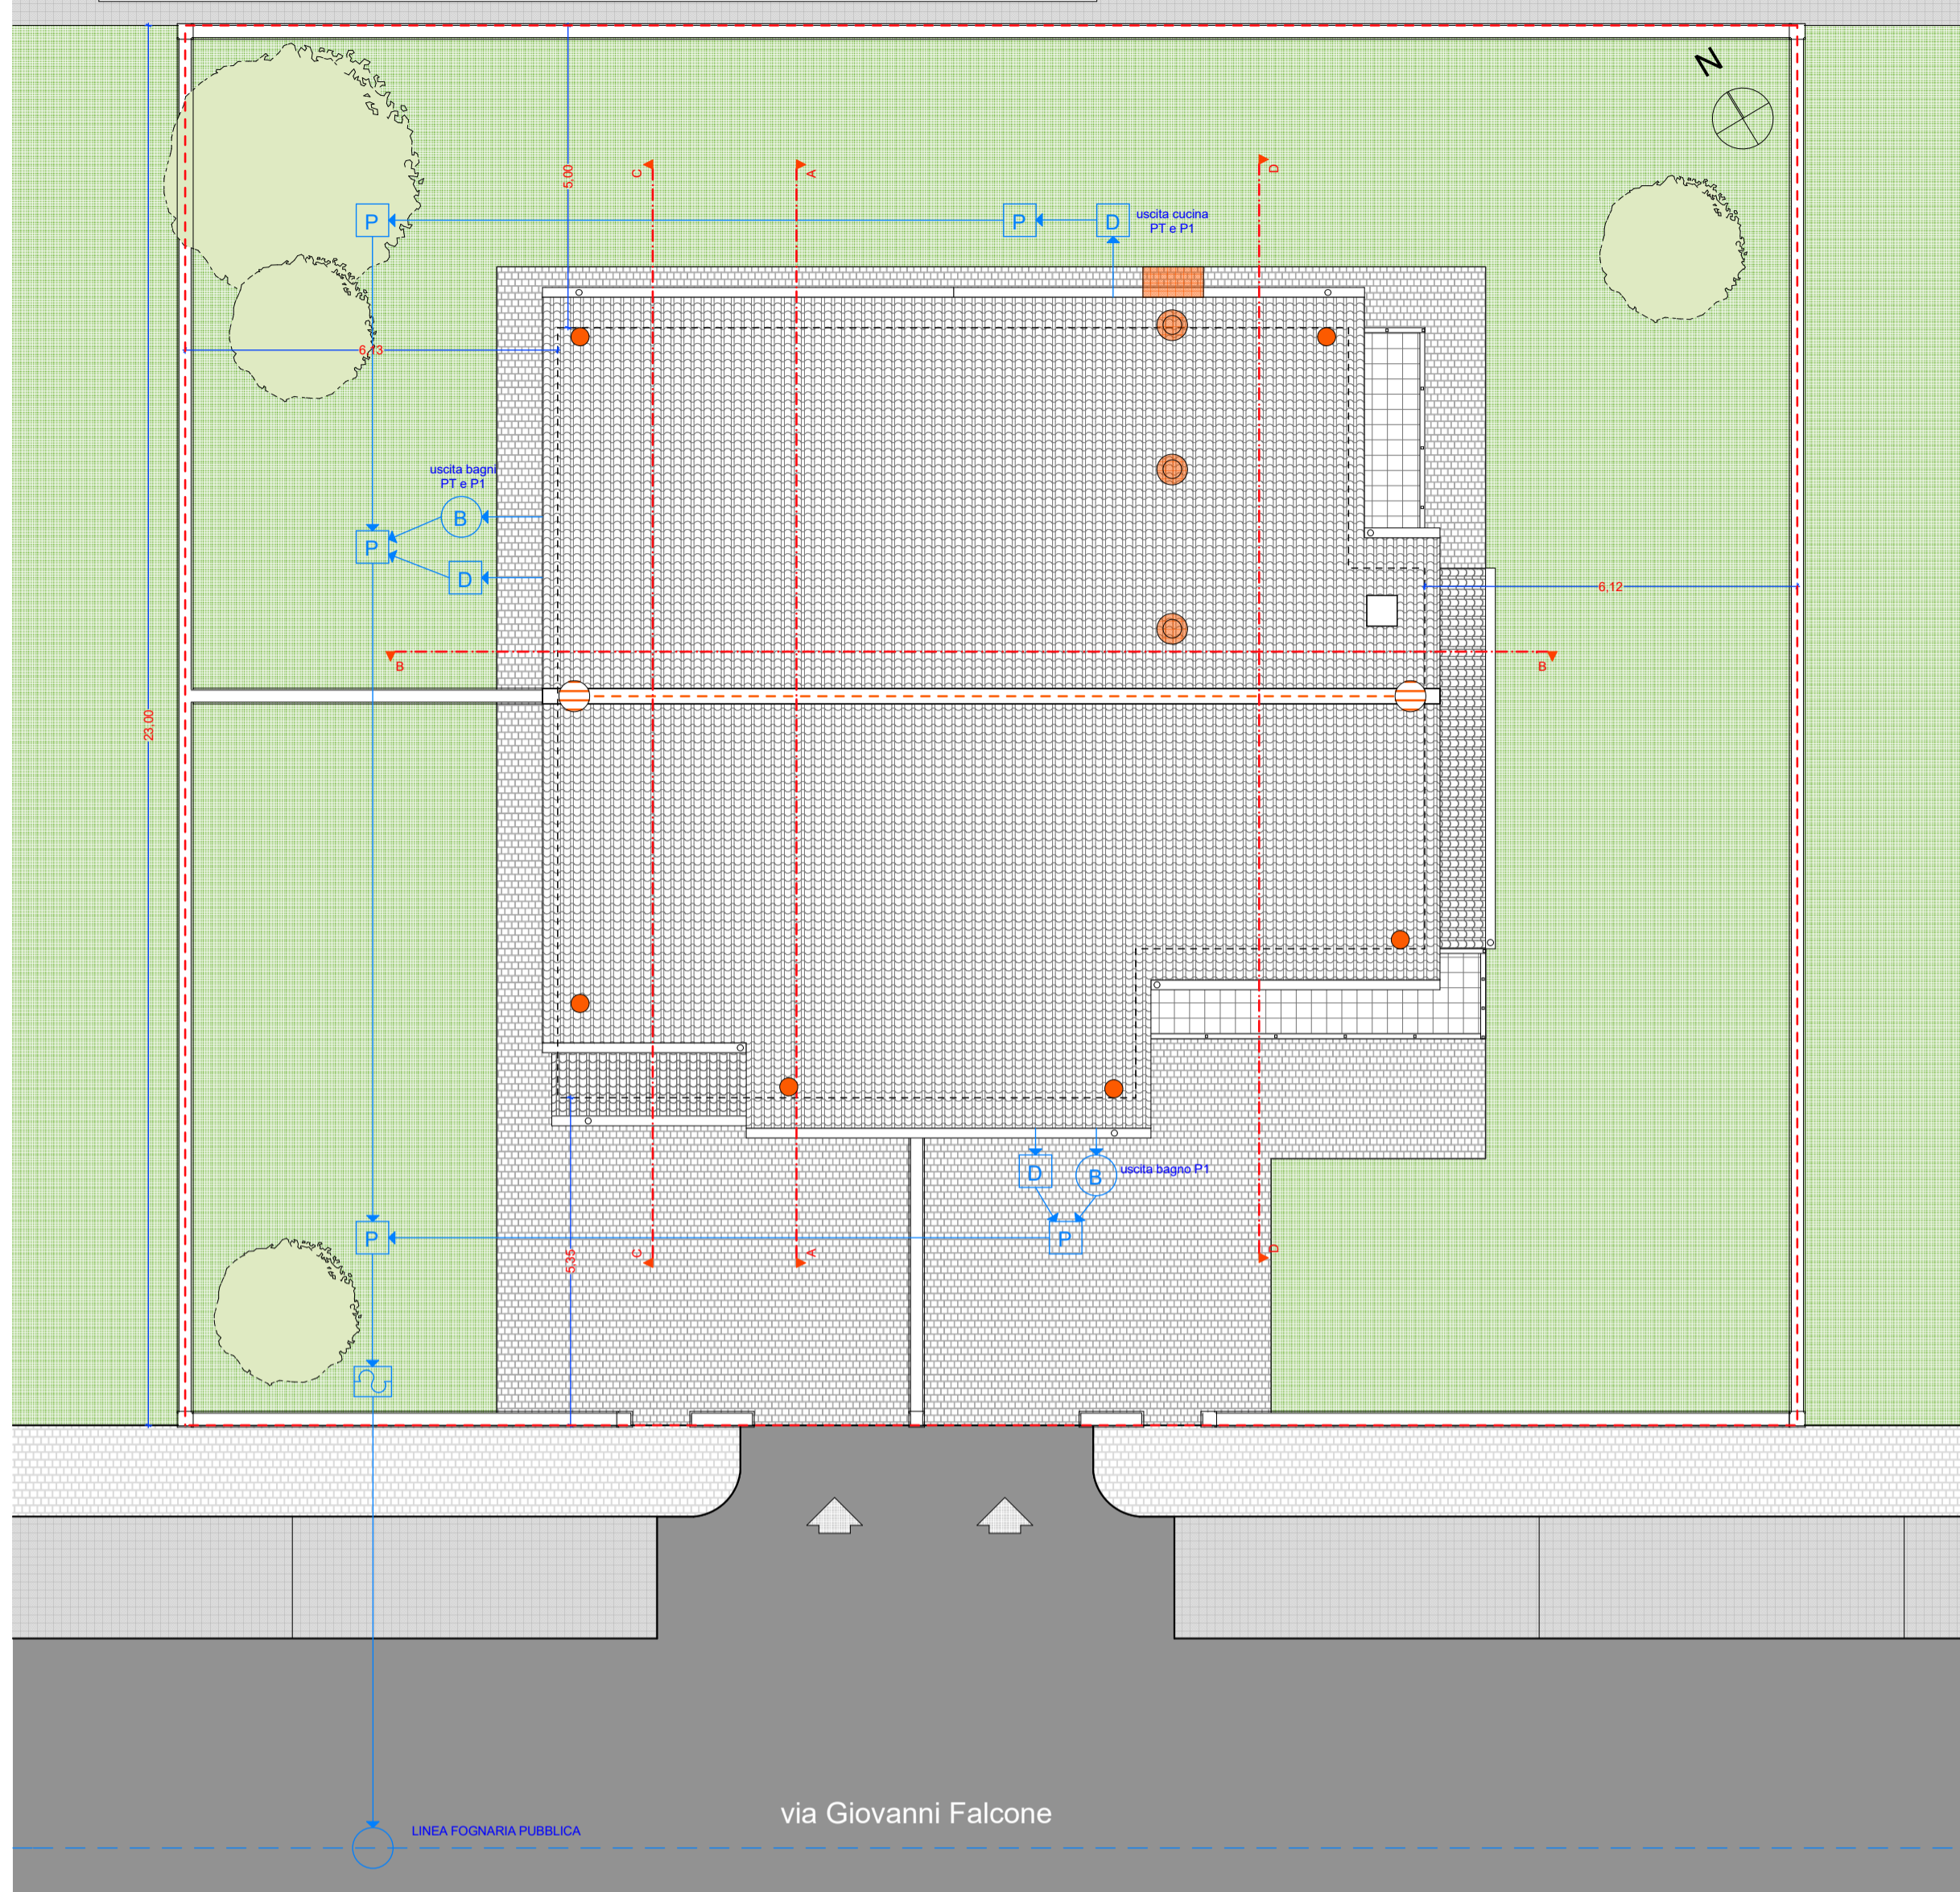 N
5,00
C
A
D
P
P
D
uscita cucina
PT e P1
6,13
uscita bagni
PT e P1
B
P
D
6,12
B
B
23,00
D
B
uscita bagno P1
P
P
C
A
D
5,35
via Giovanni Falcone
LINEA FOGNARIA PUBBLICA